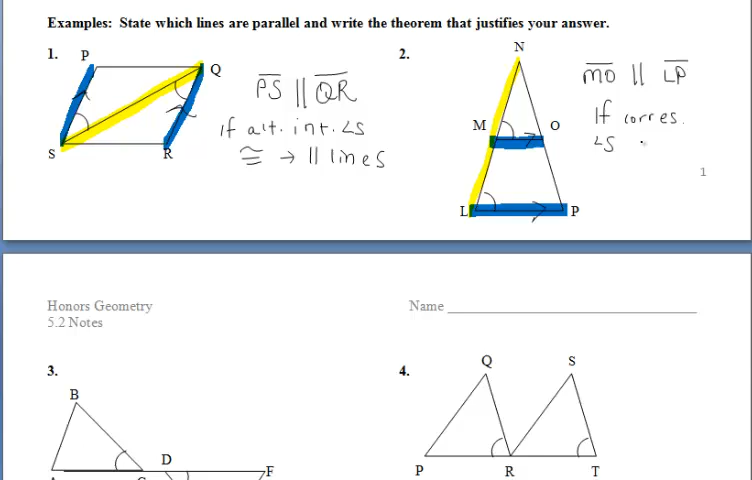 Examples: State which lines are parallel and write the theorem that justifies your answer.
1.
P
Q
S
R
PS || QR
If alt. int. ∠S
≅ → || lines
2.
N
M
O
L
P
MO || LP
If corres.
∠S
1
Honors Geometry
5.2 Notes
Name
3.
B
D
F
4.
Q
S
P
R
T